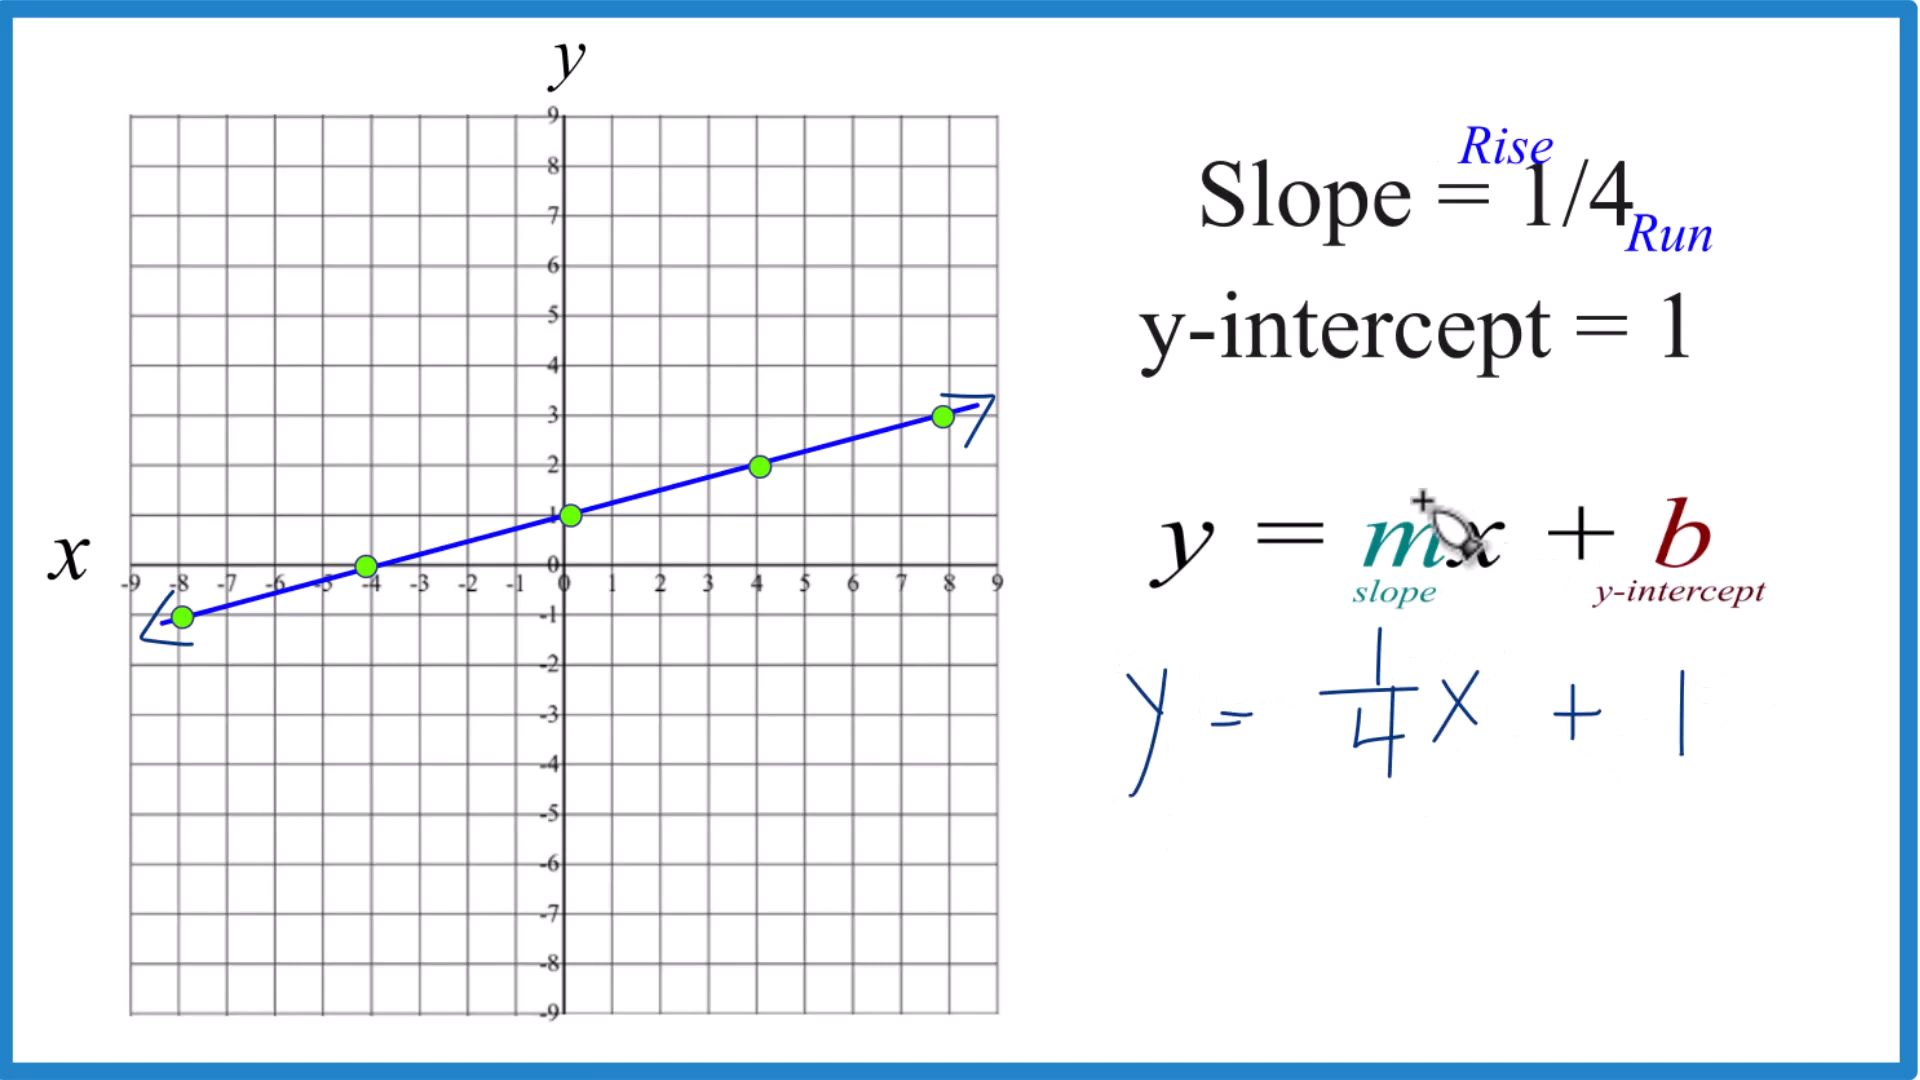 y
9
8
7
6
5
4
3
2
1
x
0
-9 -8 -7 -6 -5 -4 -3 -2 -1 0 1 2 3 4 5 6 7 8 9
-1
-2
-3
-4
-5
-6
-7
-8
-9
Rise
Slope = 1/4
Run
y-intercept = 1
y = mx + b
slope y-intercept
y = 1/4 x + 1